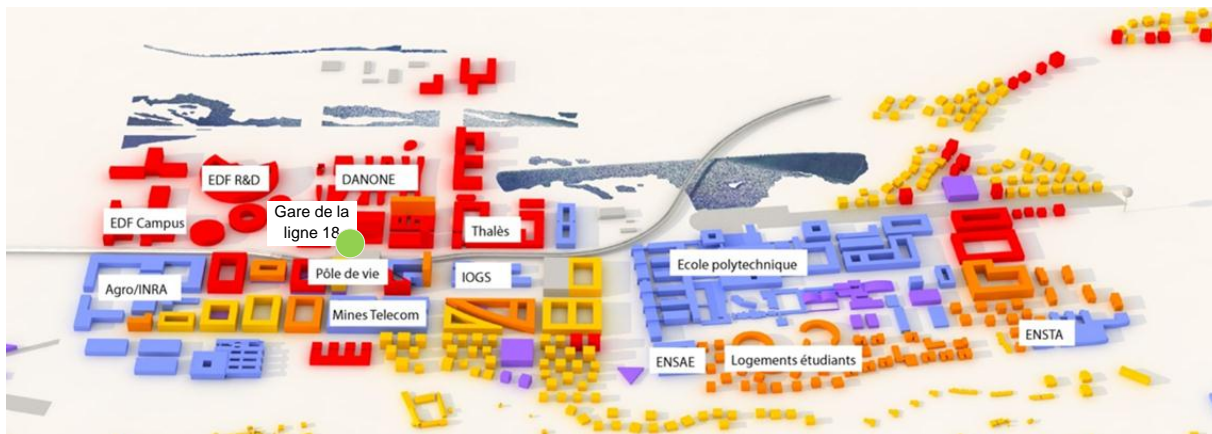 EDF R&D
DANONE
EDF Campus
Gare de la
ligne 18
Thalès
Ecole polytechnique
Agro/INRA
Pôle de vie
IOGS
Mines Telecom
ENSAE
Logements étudiants
ENSTA